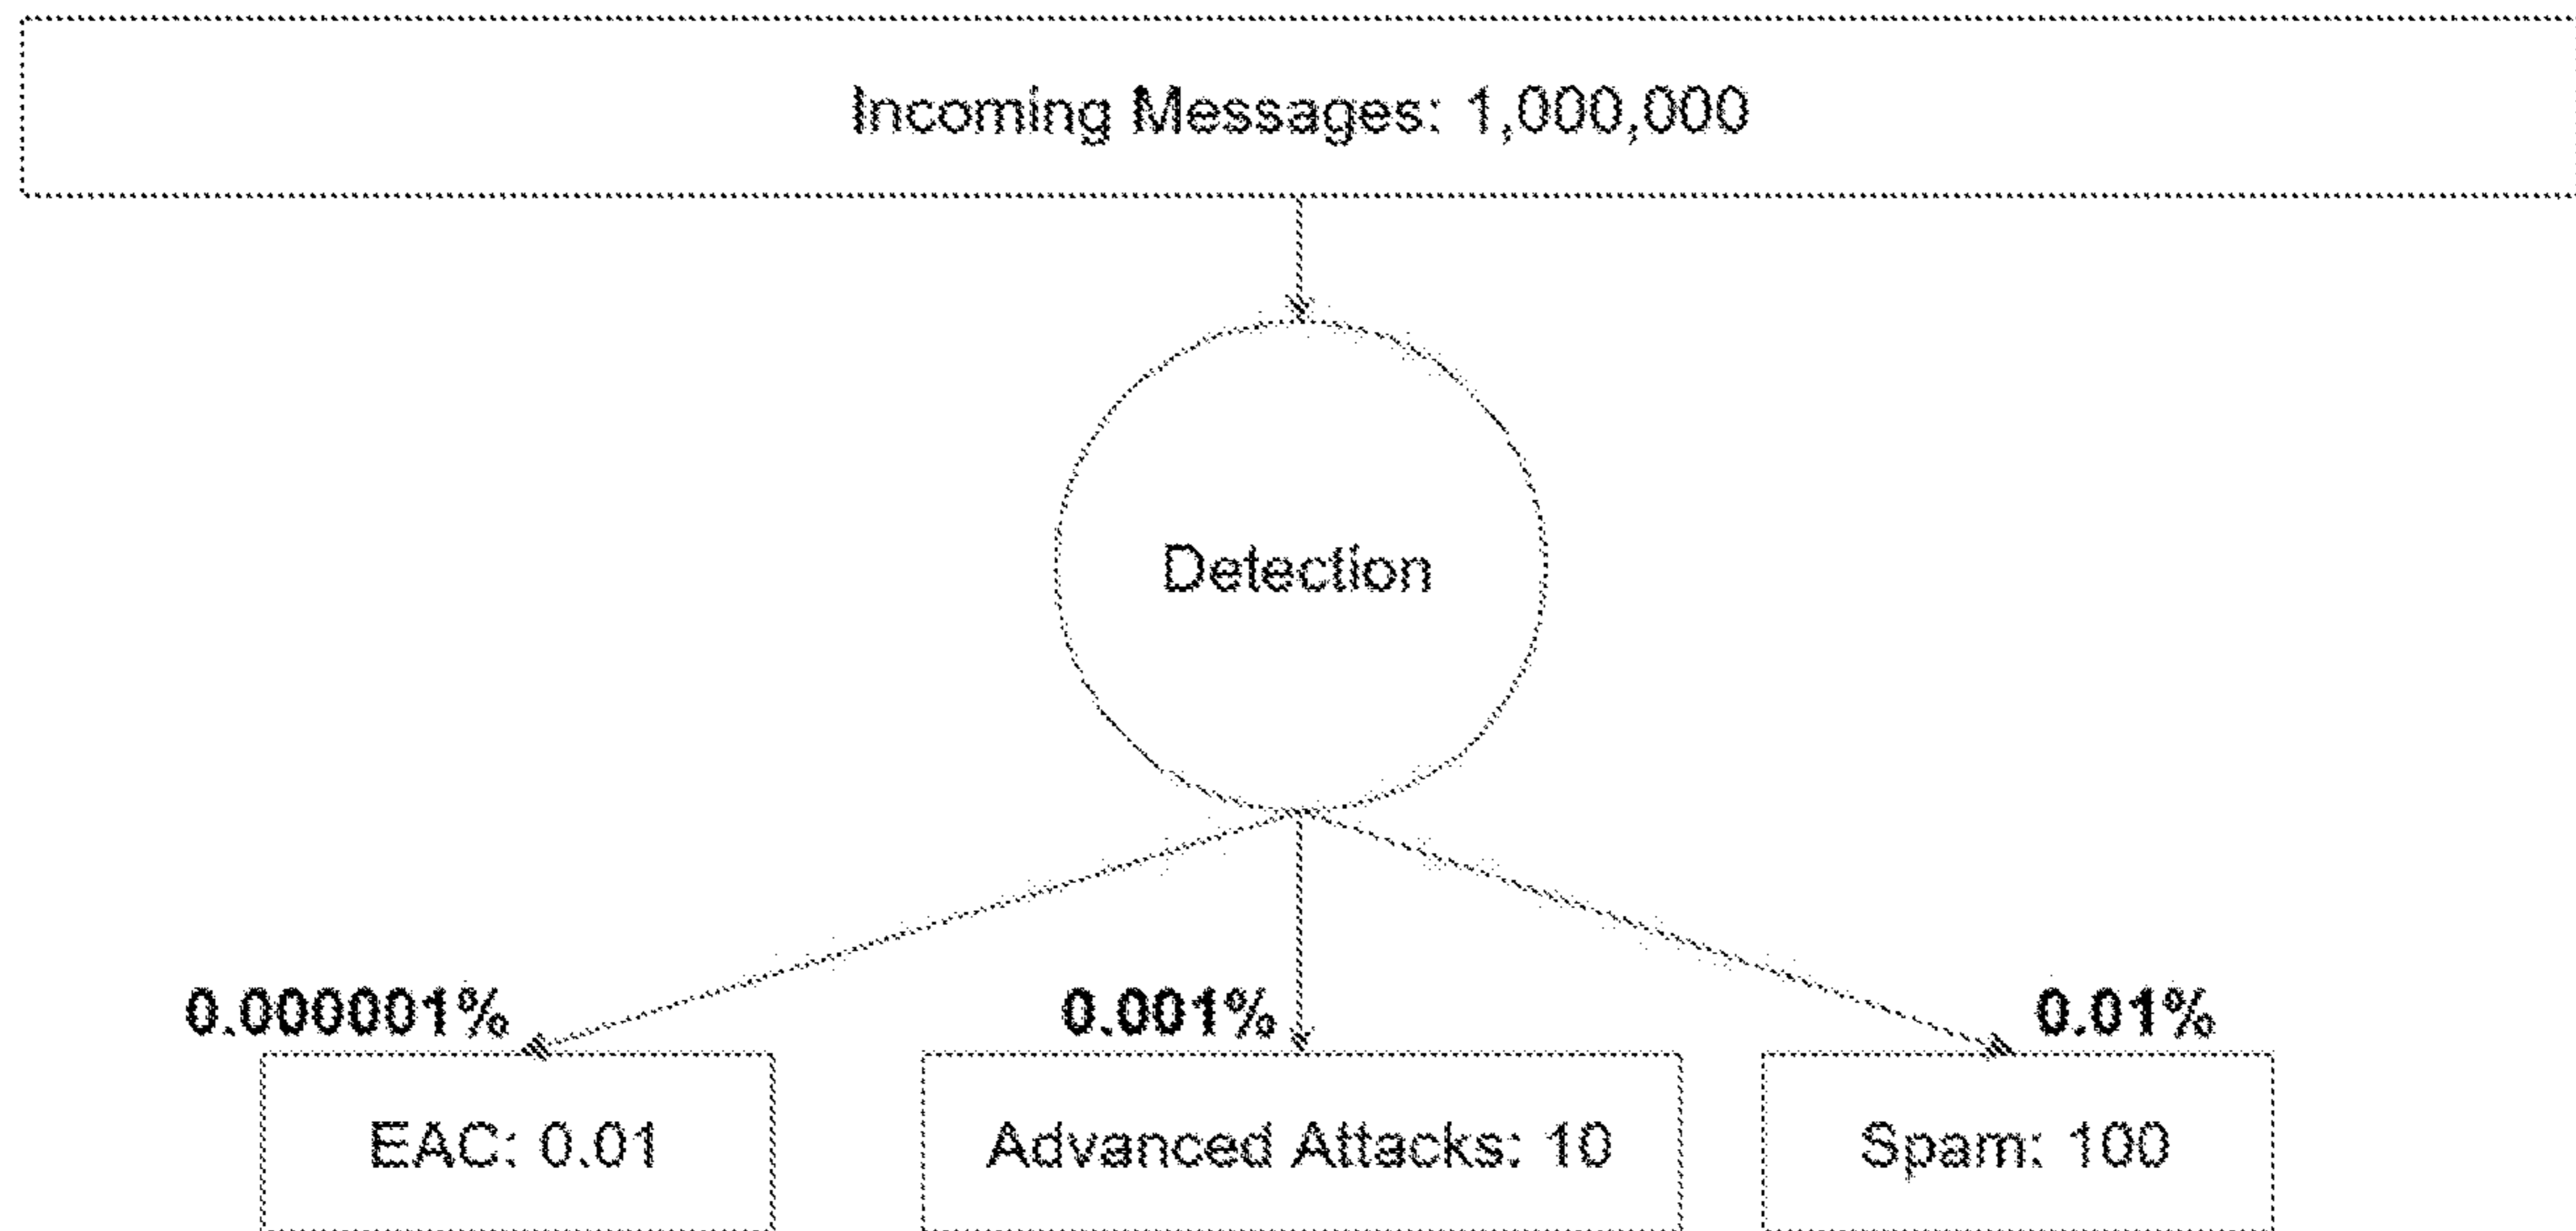 Incoming Messages: 1,000,000
Detection
0.000001%
0.001%
0.01%
EAC: 0.01
Advanced Attacks: 10
Spam: 100